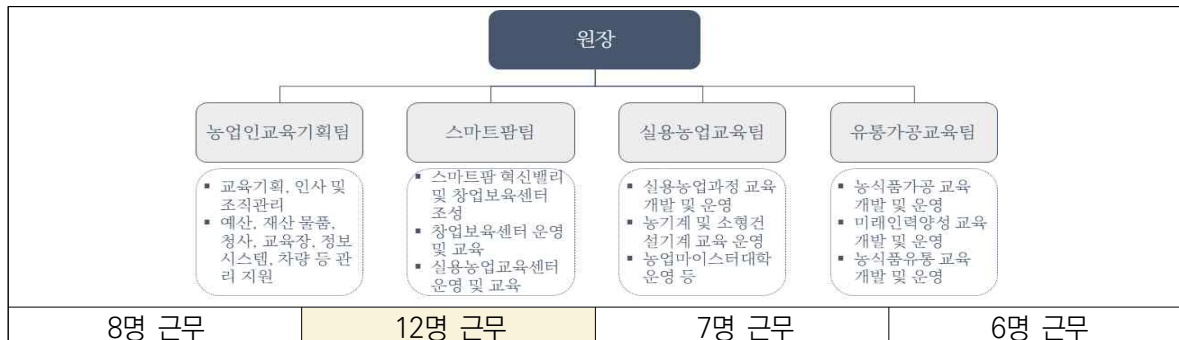 원장
농업인교육기획팀
스마트팜팀
실용농업교육팀
유통가공교육팀
▪ 교육기획, 인사 및
조직관리
▪ 예산, 재산 물품,
청사, 교육장, 정보
시스템, 차량 등 관
리 지원
▪ 스마트팜 혁신밸리
및 창업보육센터
조성
▪ 창업보육센터 운영
및 교육
▪ 실용농업교육센터
운영 및 교육
▪ 실용농업과정 교육
개발 및 운영
▪ 농기계 및 소형건
설기계 교육 운영
▪ 농업마이스터대학
운영 등
▪ 농식품가공 교육
개발 및 운영
▪ 미래인력양성 교육
개발 및 운영
▪ 농식품유통 교육
개발 및 운영
8명 근무
12명 근무
7명 근무
6명 근무